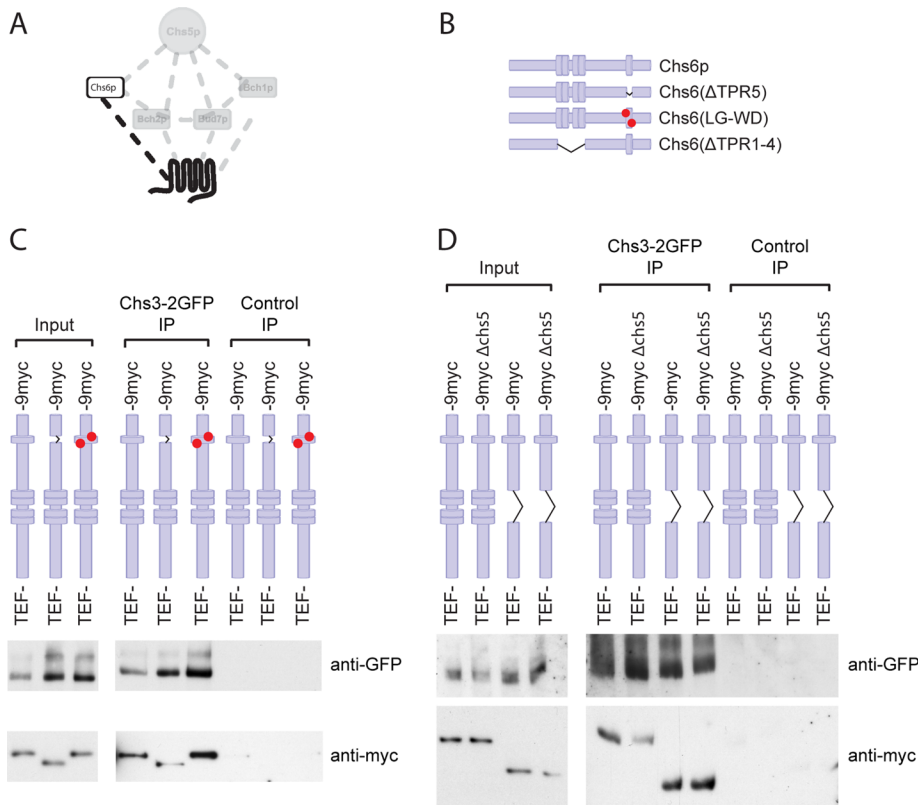 A
Chs5p
Chs6p
Bch1p
Bch2p
Bud7p
B
Chs6p
Chs6(ΔTPR5)
Chs6(LG-WD)
Chs6(ΔTPR1-4)
C
Input
Chs3-2GFP
IP
Control
IP
-9myc
-9myc
-9myc
-9myc
-9myc
-9myc
-9myc
-9myc
-9myc
TEF-
TEF-
TEF-
TEF-
TEF-
TEF-
TEF-
TEF-
TEF-
anti-GFP
anti-myc
D
Input
Chs3-2GFP
IP
Control
IP
-9myc
-9myc Δchs5
-9myc
-9myc Δchs5
-9myc
-9myc Δchs5
-9myc
-9myc Δchs5
-9myc
-9myc Δchs5
-9myc
-9myc Δchs5
TEF-
TEF-
TEF-
TEF-
TEF-
TEF-
TEF-
TEF-
TEF-
TEF-
TEF-
TEF-
anti-GFP
anti-myc